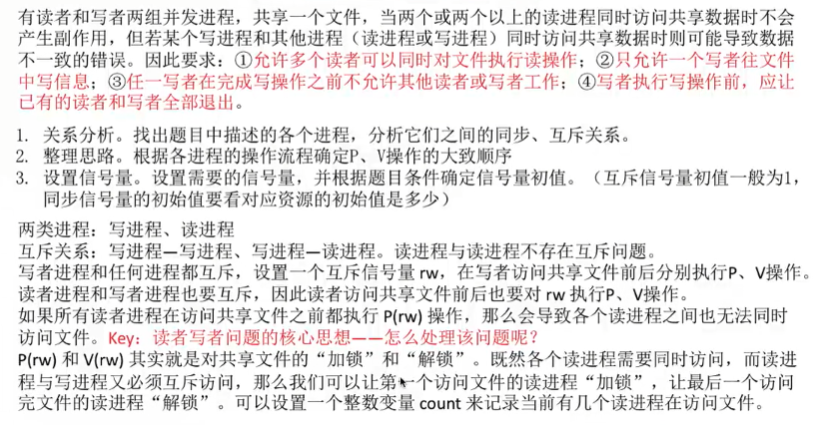 有读者和写者两组并发进程，共享一个文件，当两个或两个以上的读进程同时访问共享数据时不会
产生副作用，但若某个写进程和其他进程（读进程或写进程）同时访问共享数据时则可能导致数据
不一致的错误。因此要求：①允许多个读者可以同时对文件执行读操作；②只允许一个写者往文件
中写信息；③任一写者在完成写操作之前不允许其他读者或写者工作；④写者执行写操作前，应让
已有的读者和写者全部退出。
1. 关系分析。找出题目中描述的各个进程，分析它们之间的同步、互斥关系。
2. 整理思路。根据各进程的操作流程确定P、V操作的大致顺序
3. 设置信号量。设置需要的信号量，并根据题目条件确定信号量初值。（互斥信号量初值一般为1，
同步信号量的初始值要看对应资源的初始值是多少）
两类进程：写进程、读进程
互斥关系：写进程—写进程、写进程—读进程。读进程与读进程不存在互斥问题。
写者进程和任何进程都互斥，设置一个互斥信号量 rw，在写者访问共享文件前后分别执行P、V操作。
读者进程和写者进程也要互斥，因此读者访问共享文件前后也要对 rw 执行P、V操作。
如果所有读者进程在访问共享文件之前都执行 P(rw) 操作，那么会导致各个读进程之间也无法同时
访问文件。Key：读者写者问题的核心思想——怎么处理该问题呢？
P(rw) 和 V(rw) 其实就是对共享文件的“加锁”和“解锁”。既然各个读进程需要同时访问，而读进
程与写进程又必须互斥访问，那么我们可以让第一个访问文件的读进程“加锁”，让最后一个访问
完文件的读进程“解锁”。可以设置一个整数变量 count 来记录当前有几个读进程在访问文件。